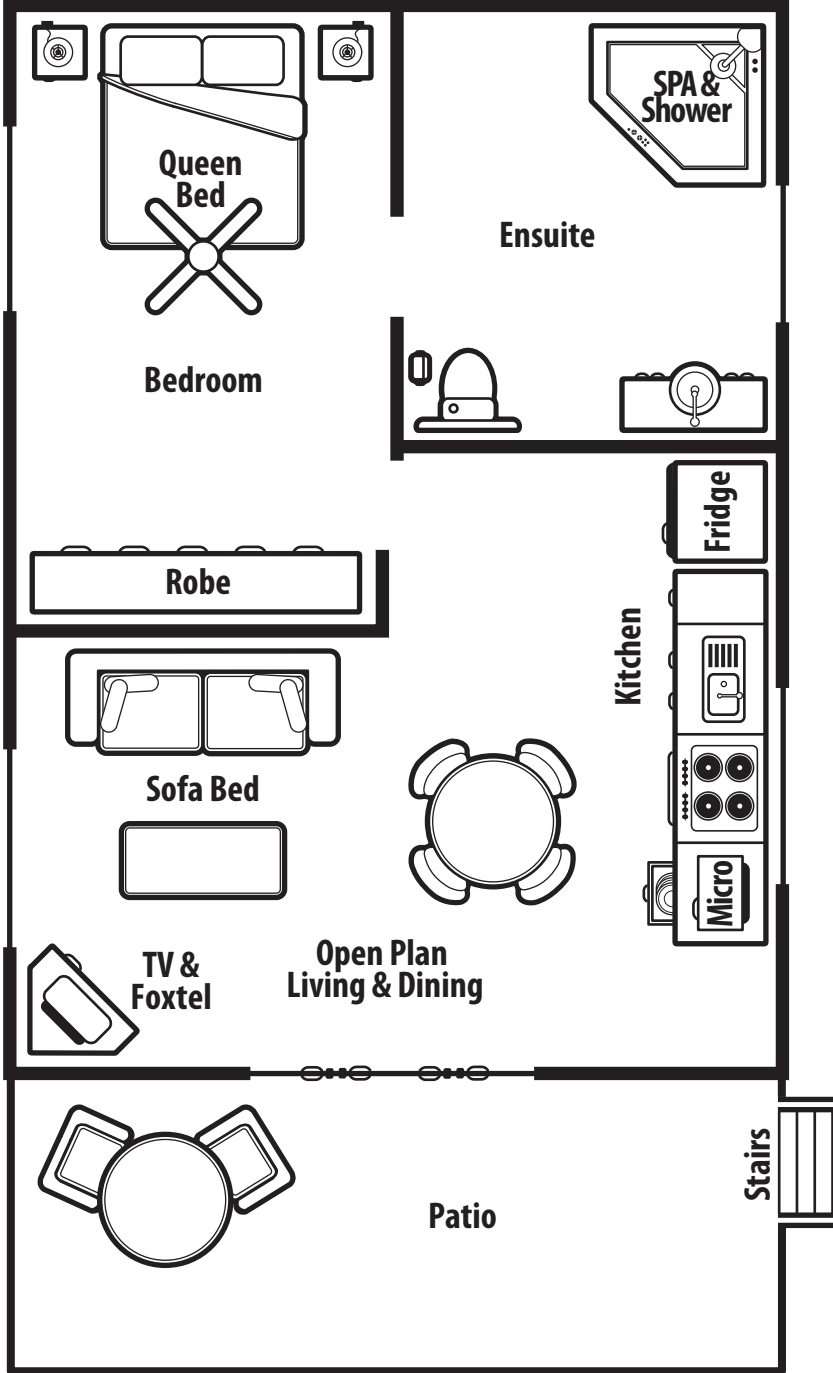 SPA &
Shower
Queen
Bed
Ensuite
Bedroom
Fridge
Robe
Kitchen
Sofa Bed
Micro
TV &
Foxtel
Open Plan
Living & Dining
Stairs
Patio